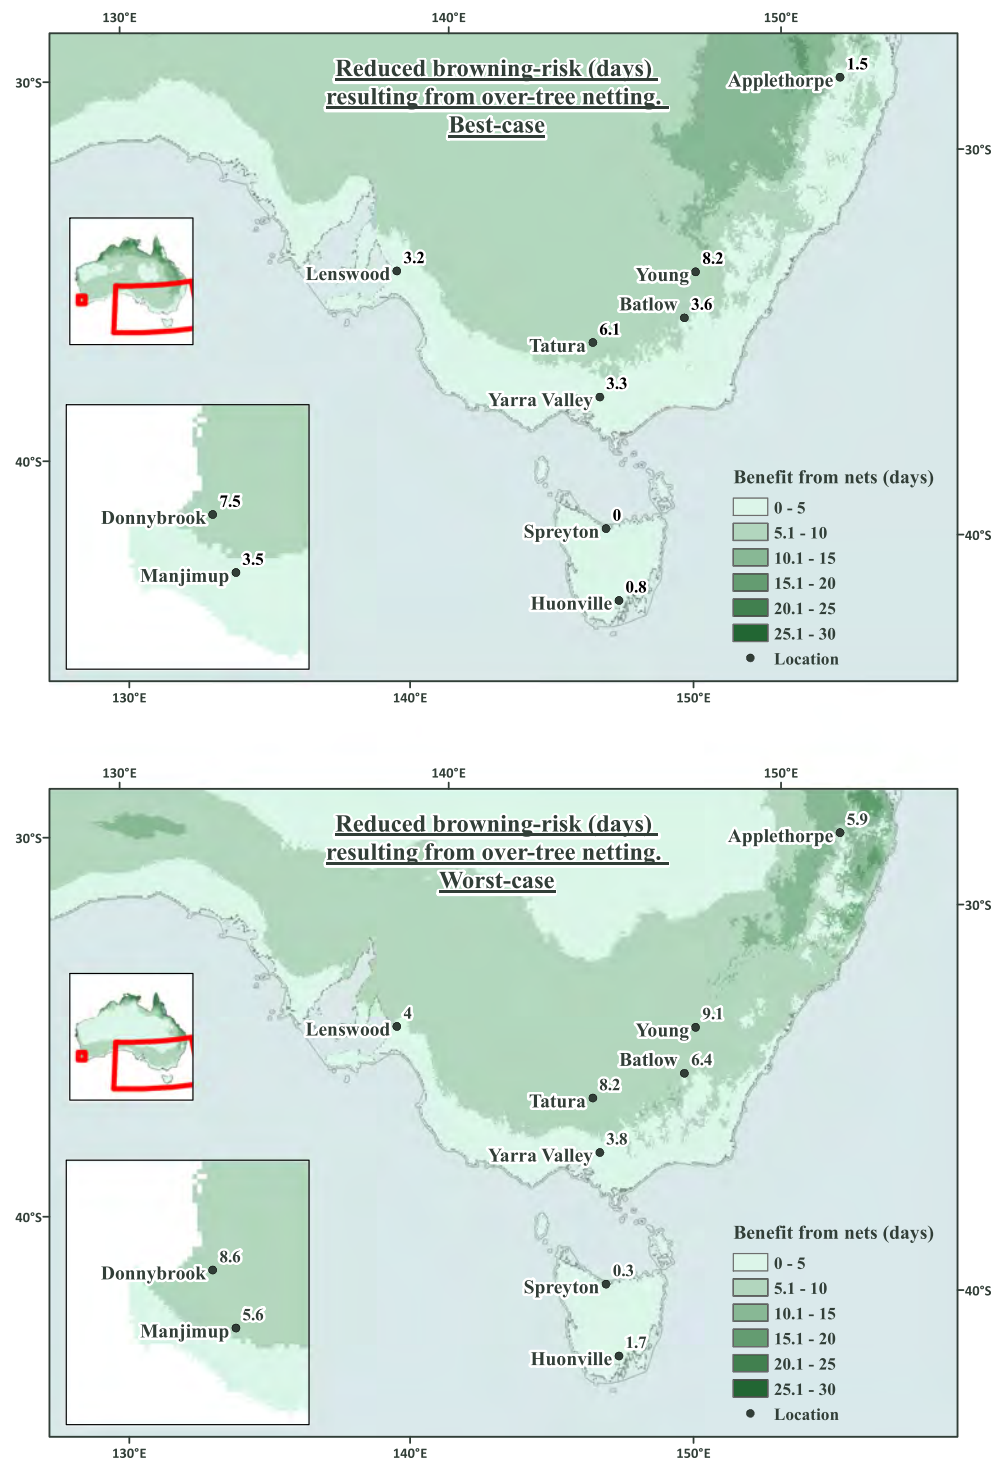 130°E 140°E 150°E
Reduced browning-risk (days)
resulting from over-tree netting.
Best-case
30°S
30°S
Applethorpe 1.5
Lenswood 3.2
Young 8.2
Batlow 3.6
Tatura 6.1
Yarra Valley 3.3
Donnybrook 7.5
Manjimup 3.5
40°S
40°S
Spreyton 0
Huonville 0.8
Benefit from nets (days)
0 - 5
5.1 - 10
10.1 - 15
15.1 - 20
20.1 - 25
25.1 - 30
Location
130°E 140°E 150°E
130°E 140°E 150°E
Reduced browning-risk (days)
resulting from over-tree netting.
Worst-case
30°S
30°S
Applethorpe 5.9
Lenswood 4
Young 9.1
Batlow 6.4
Tatura 8.2
Yarra Valley 3.8
Donnybrook 8.6
Manjimup 5.6
40°S
40°S
Spreyton 0.3
Huonville 1.7
Benefit from nets (days)
0 - 5
5.1 - 10
10.1 - 15
15.1 - 20
20.1 - 25
25.1 - 30
Location
130°E 140°E 150°E